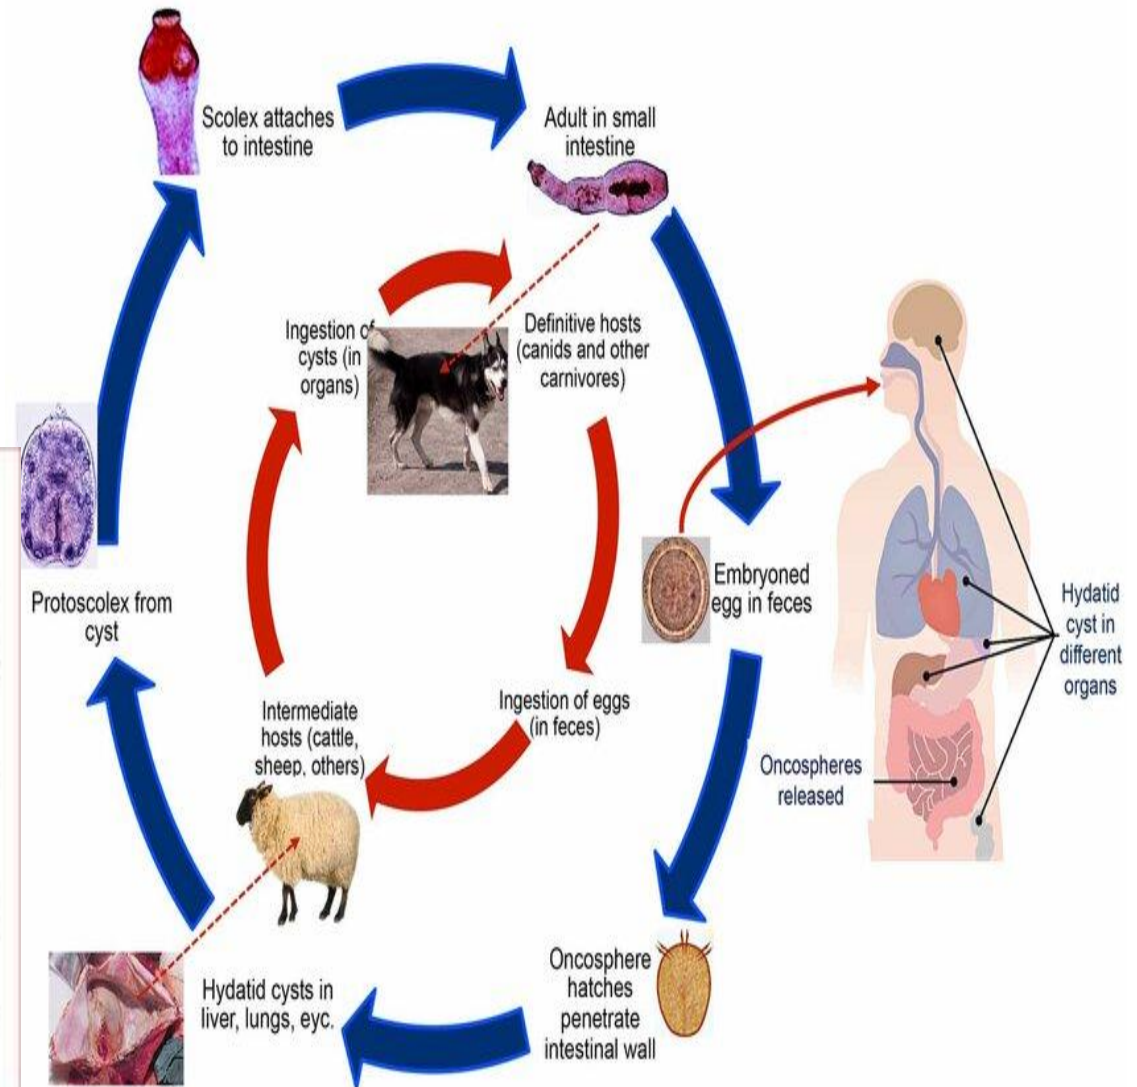 Scolex attaches
to intestine
Adult in small
intestine
Ingestion of
cysts (in
organs)
Definitive hosts
(canids and other
carnivores)
Embryoned
egg in feces
Hydatid
cyst in
different
organs
Protoscolex from
cyst
Ingestion of eggs
(in feces)
Intermediate
hosts (cattle,
sheep, others)
Oncospheres
released
Oncosphere
hatches
penetrate
intestinal wall
Hydatid cysts in
liver, lungs, eyc.